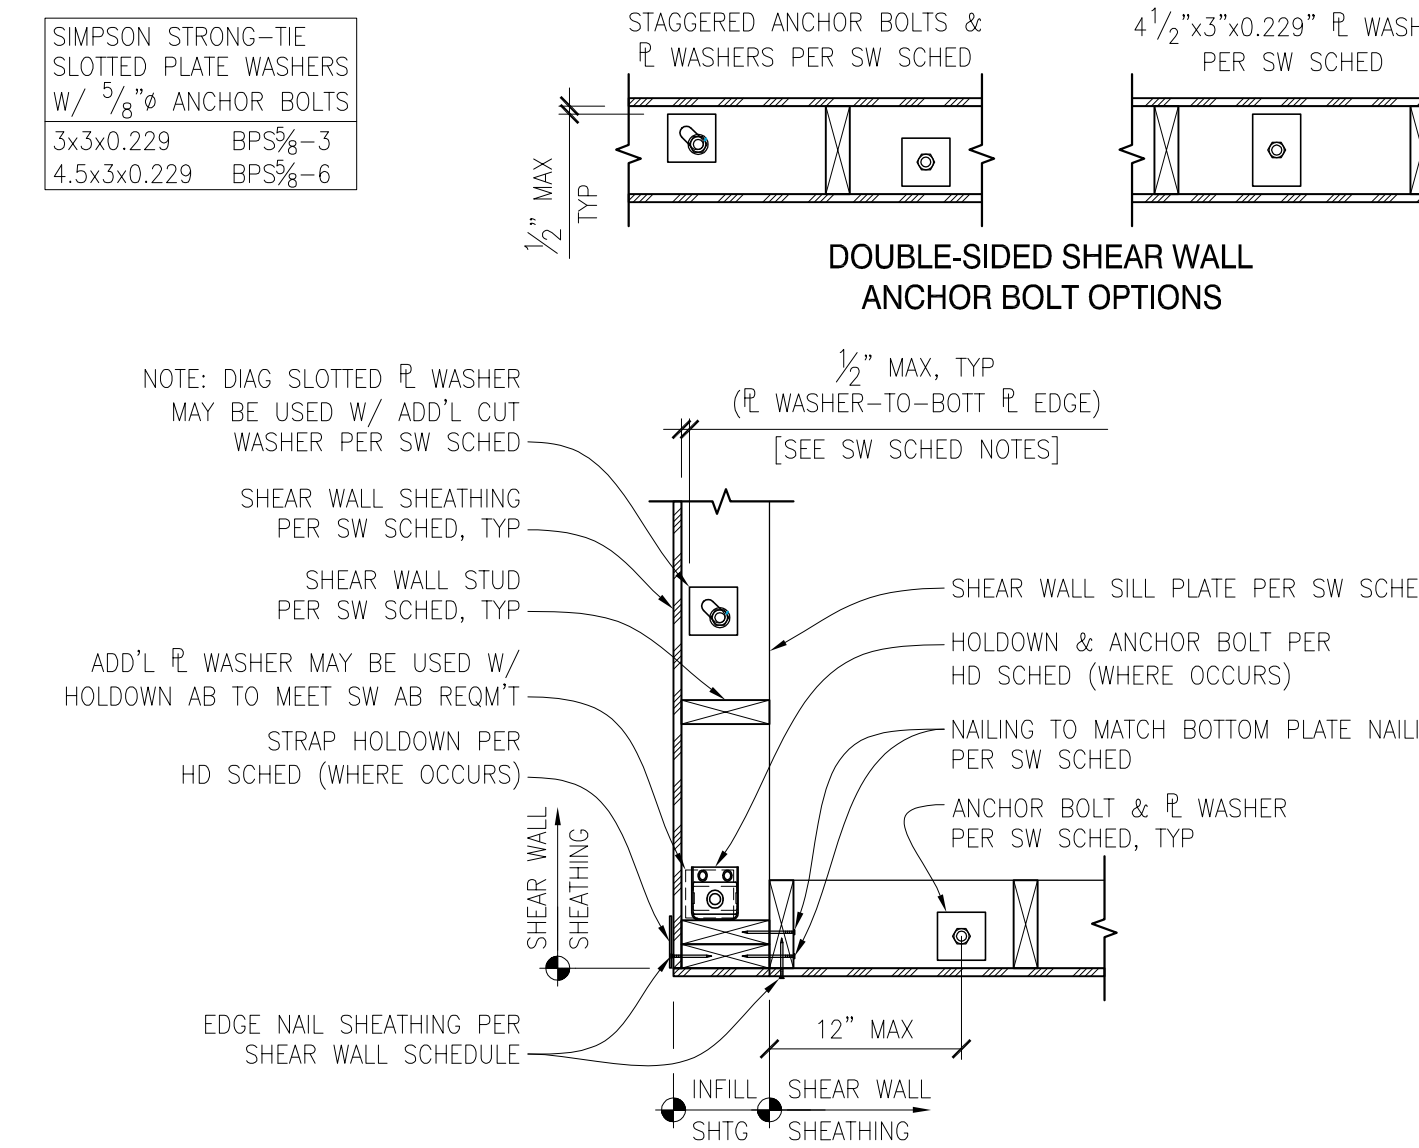 SIMPSON STRONG-TIE
SLOTTED PLATE WASHERS
W/ 5/8"ø ANCHOR BOLTS
3x3x0.229 BPS5/8-3
4.5x3x0.229 BPS5/8-6
STAGGERED ANCHOR BOLTS &
PL WASHERS PER SW SCHED
4 1/2"x3"x0.229" PL WASH
PER SW SCHED
1/2" MAX
TYP
DOUBLE-SIDED SHEAR WALL
ANCHOR BOLT OPTIONS
1/2" MAX, TYP
(PL WASHER-TO-BOTT PL EDGE)
[SEE SW SCHED NOTES]
NOTE: DIAG SLOTTED PL WASHER
MAY BE USED W/ ADD'L CUT
WASHER PER SW SCHED
SHEAR WALL SHEATHING
PER SW SCHED, TYP
SHEAR WALL STUD
PER SW SCHED, TYP
ADD'L PL WASHER MAY BE USED W/
HOLDOWN AB TO MEET SW AB REQM'T
STRAP HOLDOWN PER
HD SCHED (WHERE OCCURS)
SHEAR WALL
SHEATHING
EDGE NAIL SHEATHING PER
SHEAR WALL SCHEDULE
SHEAR WALL SILL PLATE PER SW SCHE
HOLDOWN & ANCHOR BOLT PER
HD SCHED (WHERE OCCURS)
NAILING TO MATCH BOTTOM PLATE NAILI
PER SW SCHED
ANCHOR BOLT & PL WASHER
PER SW SCHED, TYP
12" MAX
INFILL
SHTG
SHEAR WALL
SHEATHING